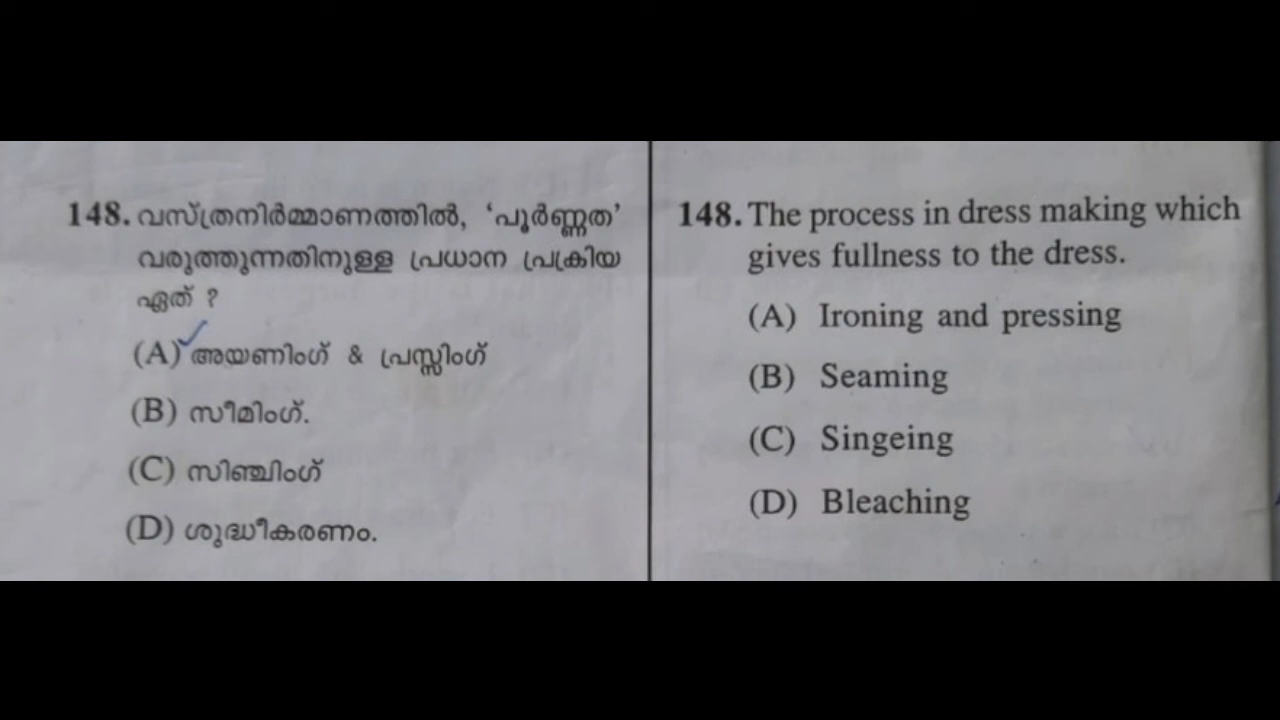 148. വസ്ത്രനിർമ്മാണത്തിൽ, ‘പൂർണ്ണത’
വരുത്തുന്നതിനുള്ള പ്രധാന പ്രക്രിയ
ഏത് ?
(A) അയണിംഗ് & പ്രസ്സിംഗ്
(B) സീമിംഗ്.
(C) സിഞ്ചിംഗ്
(D) ശുദ്ധീകരണം.
148. The process in dress making which
gives fullness to the dress.
(A) Ironing and pressing
(B) Seaming
(C) Singeing
(D) Bleaching